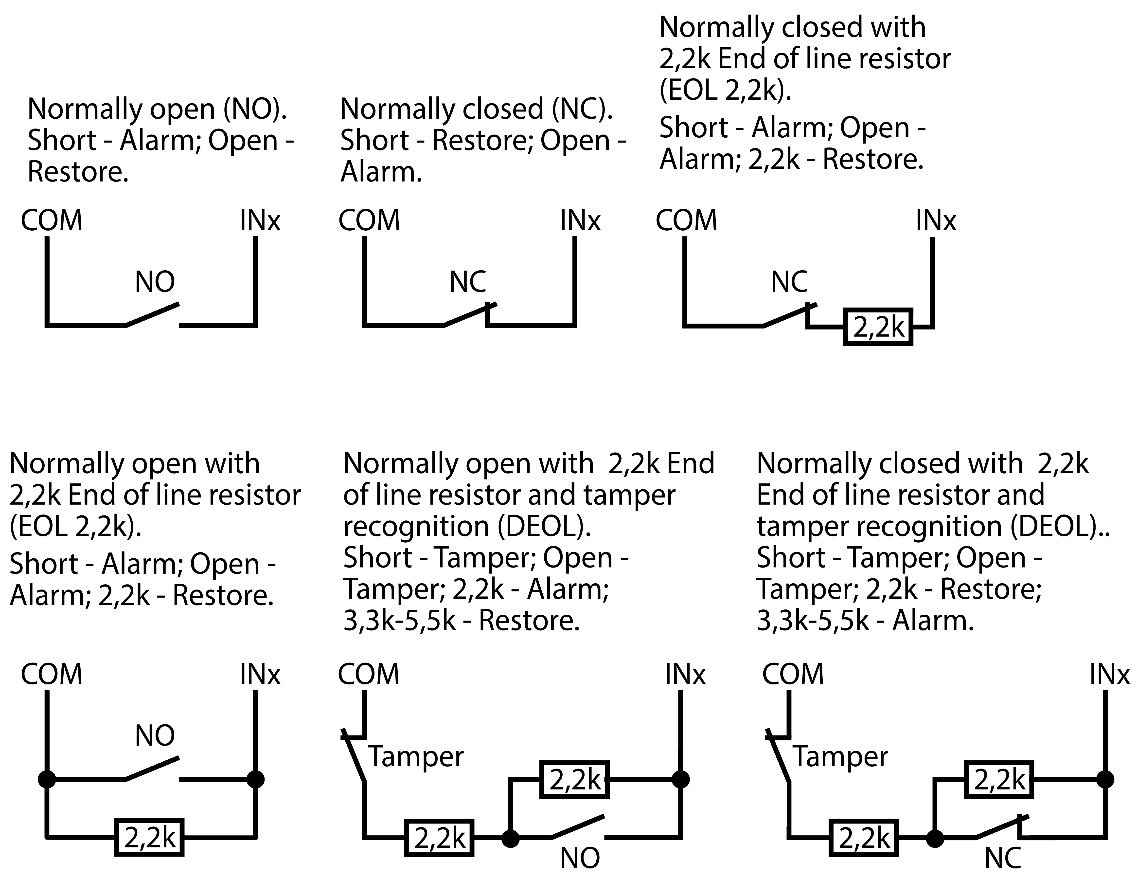 Normally open (NO).
Short - Alarm; Open -
Restore.
COM INx
NO
Normally closed (NC).
Short - Restore; Open -
Alarm.
COM INx
NC
Normally closed with
2,2k End of line resistor
(EOL 2,2k).
Short - Alarm; Open -
Alarm; 2,2k - Restore.
COM INx
NC
2,2k
Normally open with
2,2k End of line resistor
(EOL 2,2k).
Short - Alarm; Open -
Alarm; 2,2k - Restore.
COM INx
NO
2,2k
Normally open with 2,2k End
of line resistor and tamper
recognition (DEOL).
Short - Tamper; Open -
Tamper; 2,2k - Alarm;
3,3k-5,5k - Restore.
COM INx
Tamper
2,2k
2,2k
NO
Normally closed with 2,2k
End of line resistor and
tamper recognition (DEOL)..
Short - Tamper; Open -
Tamper; 2,2k - Restore;
3,3k-5,5k - Alarm.
COM INx
Tamper
2,2k
2,2k
NC